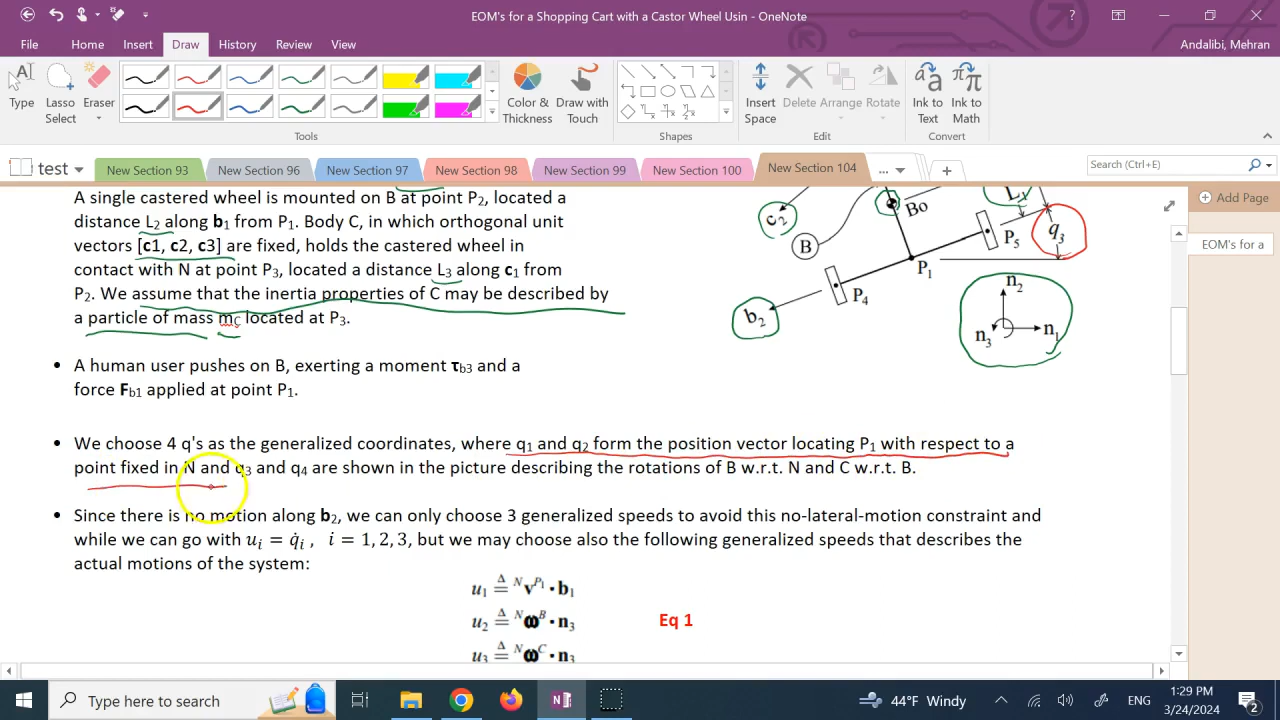 EOM's for a Shopping Cart with a Castor Wheel Usin - OneNote
?
File Home Insert Draw History Review View
Andalibi, Mehran
Type Lasso Select Eraser
Color & Thickness Draw with Touch
Insert Space Delete Arrange Rotate
Ink to Text Ink to Math
Tools Shapes Edit Convert
test New Section 93 New Section 96 New Section 97 New Section 98 New Section 99 New Section 100 New Section 104 ... Search (Ctrl+E)
Add Page
EOM's for a
A single castered wheel is mounted on B at point P₂, located a
distance L₂ along b₁ from P₁. Body C, in which orthogonal unit
vectors [c1, c2, c3] are fixed, holds the castered wheel in
contact with N at point P₃, located a distance L₃ along c₁ from
P₂. We assume that the inertia properties of C may be described by
a particle of mass m_C located at P₃.
c₂
B
Bo
P₅
q₃
P₁
P₄
b₂
n₂
n₁
n₃
• A human user pushes on B, exerting a moment τb3 and a
force Fb1 applied at point P₁.
• We choose 4 q's as the generalized coordinates, where q₁ and q₂ form the position vector locating P₁ with respect to a
point fixed in N and q₃ and q₄ are shown in the picture describing the rotations of B w.r.t. N and C w.r.t. B.
• Since there is no motion along b₂, we can only choose 3 generalized speeds to avoid this no-lateral-motion constraint and
while we can go with uᵢ = q̇ᵢ , i = 1, 2, 3, but we may choose also the following generalized speeds that describes the
actual motions of the system:
u₁ ≜ ᴺv^P₁ · b₁
u₂ ≜ ᴺω^B · n₃
Eq 1
u₃ ≜ ᴺω^C · n₃
Type here to search
44°F Windy
ENG
1:29 PM
3/24/2024
2